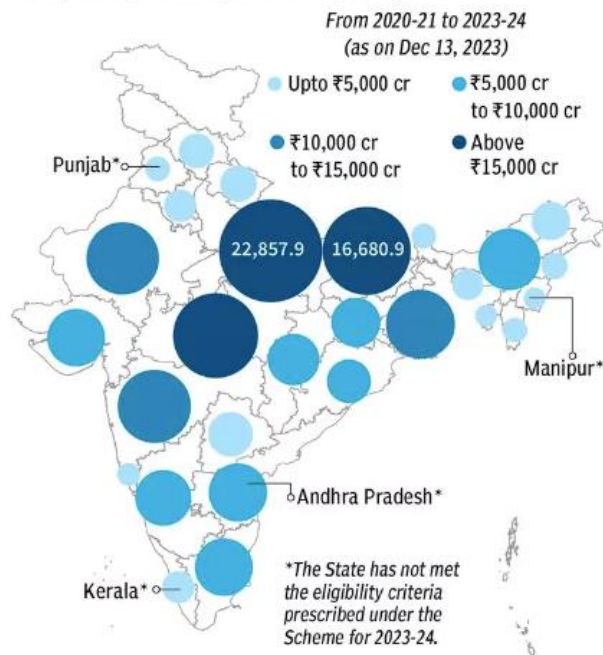 From 2020-21 to 2023-24
(as on Dec 13, 2023)
Upto ₹5,000 cr
₹5,000 cr
to ₹10,000 cr
₹10,000 cr
to ₹15,000 cr
Above
₹15,000 cr
Punjab*
22,857.9
16,680.9
Manipur*
Andhra Pradesh*
Kerala*
*The State has not met
the eligibility criteria
prescribed under the
Scheme for 2023-24.